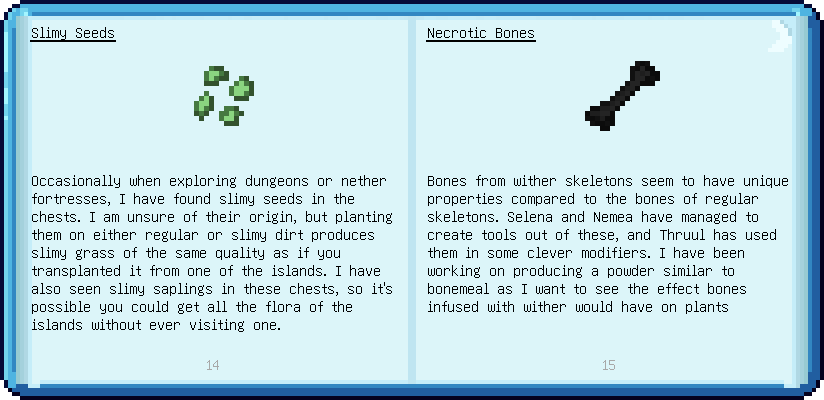 Slimy Seeds
Occasionally when exploring dungeons or nether
fortresses, I have found slimy seeds in the
chests. I am unsure of their origin, but planting
them on either regular or slimy dirt produces
slimy grass of the same quality as if you
transplanted it from one of the islands. I have
also seen slimy saplings in these chests, so it's
possible you could get all the flora of the
islands without ever visiting one.
14
Necrotic Bones
Bones from wither skeletons seem to have unique
properties compared to the bones of regular
skeletons. Selena and Nemea have managed to
create tools out of these, and Thruul has used
them in some clever modifiers. I have been
working on producing a powder similar to
bonemeal as I want to see the effect bones
infused with wither would have on plants
15